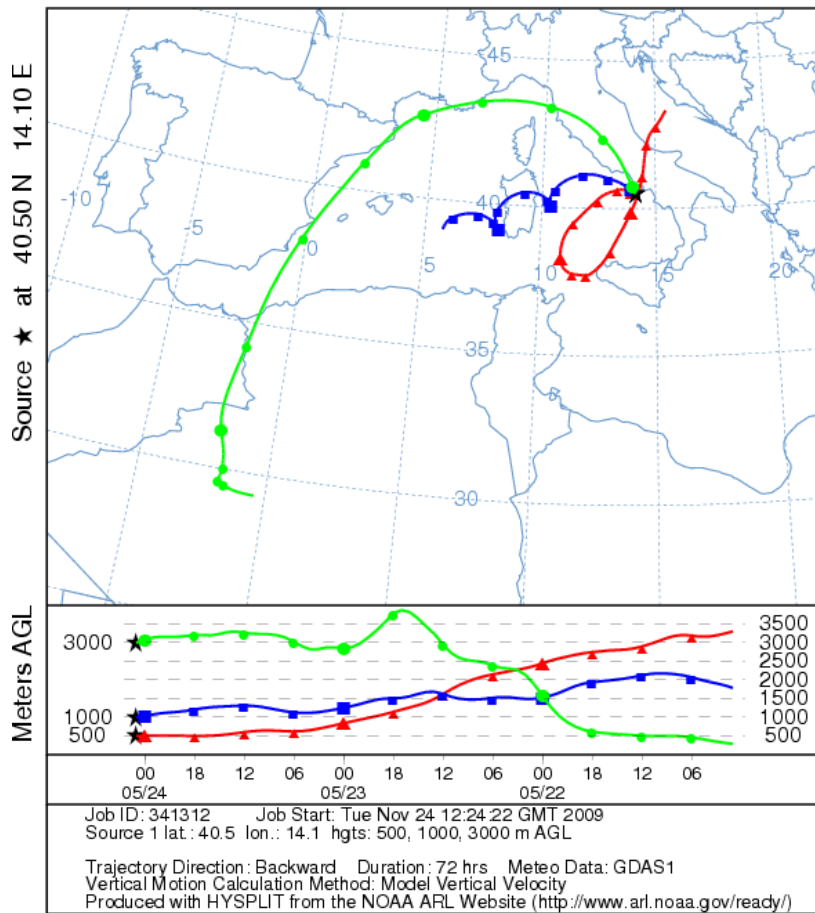 Source ★ at 40.50 N 14.10 E
45
-10
-5
0
5
40
10
15
20
35
30
Meters AGL
3000
1000
500
3500
3000
2500
2000
1500
1000
500
00 18 12 06 00 18 12 06 00 18 12 06
05/24 05/23 05/22
Job ID: 341312 Job Start: Tue Nov 24 12:24:22 GMT 2009
Source 1 lat.: 40.5 lon.: 14.1 hgts: 500, 1000, 3000 m AGL
Trajectory Direction: Backward Duration: 72 hrs Meteo Data: GDAS1
Vertical Motion Calculation Method: Model Vertical Velocity
Produced with HYSPLIT from the NOAA ARL Website (http://www.arl.noaa.gov/ready/)